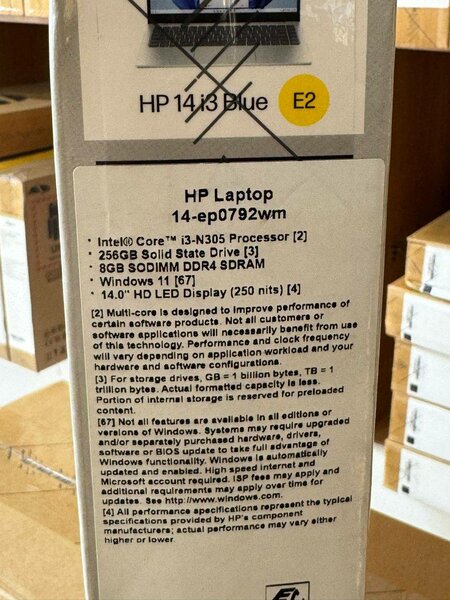 HP 14 i3 Blue
E2
HP Laptop
14-ep0792wm
· Intel® Core™ i3-N305 Processor [2]
· 256GB Solid State Drive [3]
· 8GB SODIMM DDR4 SDRAM
· Windows 11 [67]
· 14.0" HD LED Display (250 nits) [4]
[2] Multi-core is designed to improve performance of
certain software products. Not all customers or
software applications will necessarily benefit from use
of this technology. Performance and clock frequency
will vary depending on application workload and your
hardware and software configurations.
[3] For storage drives, GB = 1 billion bytes, TB = 1
trillion bytes. Actual formatted capacity is less.
Portion of internal storage is reserved for preloaded
content.
[67] Not all features are available in all editions or
versions of Windows. Systems may require upgraded
and/or separately purchased hardware, drivers,
software or BIOS update to take full advantage of
Windows functionality. Windows is automatically
updated and enabled. High speed internet and
Microsoft account required. ISP fees may apply and
additional requirements may apply over time for
updates. See http://www.windows.com.
[4] All performance specifications represent the typical
specifications provided by HP's component
manufacturers; actual performance may vary either
higher or lower.